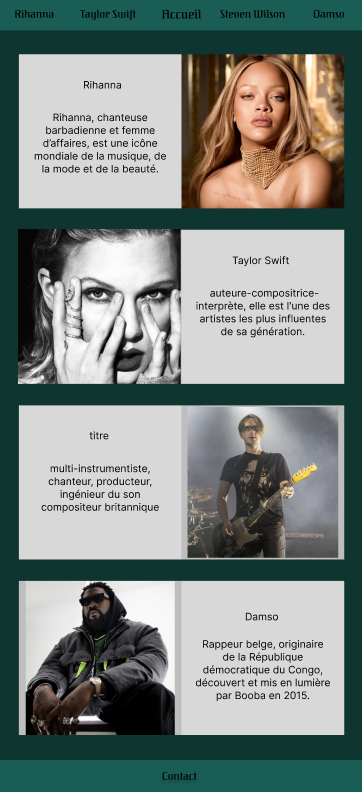 Rihanna Taylor Swift Accueil Steven Wilson Damso
Rihanna
Rihanna, chanteuse
barbadienne et femme
d'affaires, est une icône
mondiale de la musique, de
la mode et de la beauté.
Taylor Swift
auteure-compositrice-
interprète, elle est l'une des
artistes les plus influentes
de sa génération.
titre
multi-instrumentiste,
chanteur, producteur,
ingénieur du son
compositeur britannique
Damso
Rappeur belge, originaire
de la République
démocratique du Congo,
découvert et mis en lumière
par Booba en 2015.
Contact